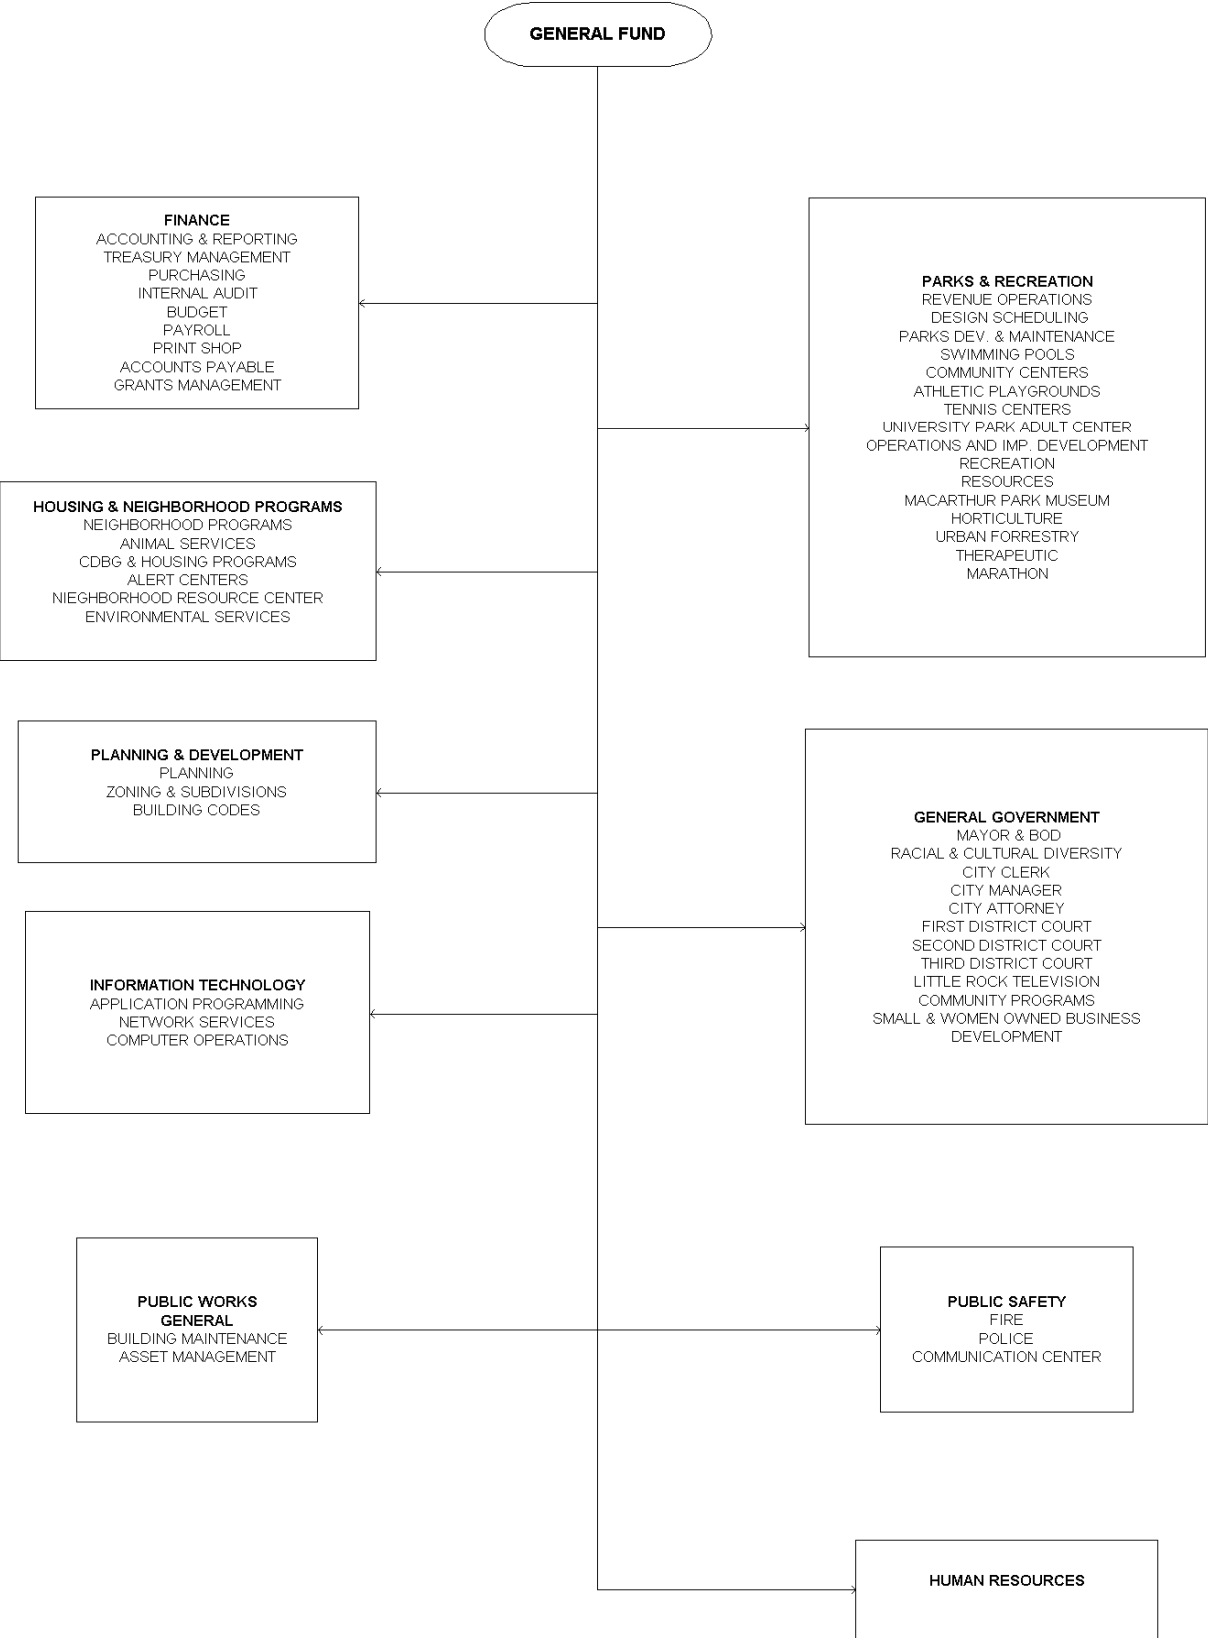 GENERAL FUND
FINANCE
ACCOUNTING & REPORTING
TREASURY MANAGEMENT
PURCHASING
INTERNAL AUDIT
BUDGET
PAYROLL
PRINT SHOP
ACCOUNTS PAYABLE
GRANTS MANAGEMENT
PARKS & RECREATION
REVENUE OPERATIONS
DESIGN SCHEDULING
PARKS DEV. & MAINTENANCE
SWIMMING POOLS
COMMUNITY CENTERS
ATHLETIC PLAYGROUNDS
TENNIS CENTERS
UNIVERSITY PARK ADULT CENTER
OPERATIONS AND IMP. DEVELOPMENT
RECREATION
RESOURCES
MACARTHUR PARK MUSEUM
HORTICULTURE
URBAN FORRESTRY
THERAPEUTIC
MARATHON
HOUSING & NEIGHBORHOOD PROGRAMS
NEIGHBORHOOD PROGRAMS
ANIMAL SERVICES
CDBG & HOUSING PROGRAMS
ALERT CENTERS
NIEGHBORHOOD RESOURCE CENTER
ENVIRONMENTAL SERVICES
PLANNING & DEVELOPMENT
PLANNING
ZONING & SUBDIVISIONS
BUILDING CODES
GENERAL GOVERNMENT
MAYOR & BOD
RACIAL & CULTURAL DIVERSITY
CITY CLERK
CITY MANAGER
CITY ATTORNEY
FIRST DISTRICT COURT
SECOND DISTRICT COURT
THIRD DISTRICT COURT
LITTLE ROCK TELEVISION
COMMUNITY PROGRAMS
SMALL & WOMEN OWNED BUSINESS
DEVELOPMENT
INFORMATION TECHNOLOGY
APPLICATION PROGRAMMING
NETWORK SERVICES
COMPUTER OPERATIONS
PUBLIC WORKS
GENERAL
BUILDING MAINTENANCE
ASSET MANAGEMENT
PUBLIC SAFETY
FIRE
POLICE
COMMUNICATION CENTER
HUMAN RESOURCES